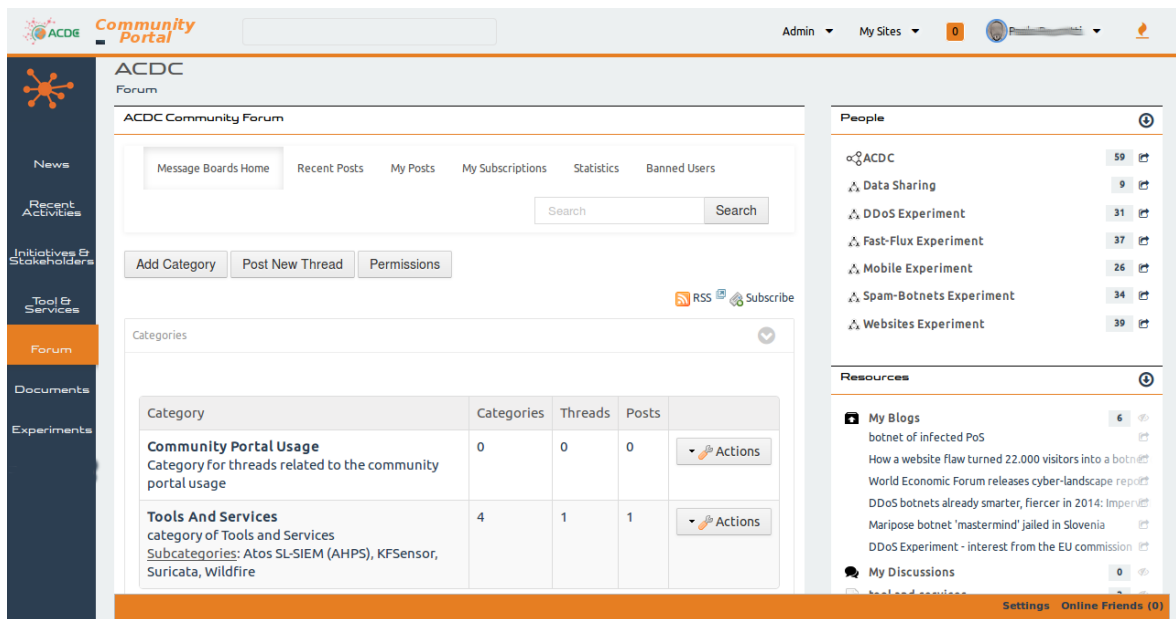 ACDC
Community
Portal
Admin
My Sites
0
ACDC
Forum
News
Recent
Activities
Initiatives &
Stakeholders
Tool &
Services
Forum
Documents
Experiments
ACDC Community Forum
Message Boards Home Recent Posts My Posts My Subscriptions Statistics Banned Users
Search Search
Add Category Post New Thread Permissions
RSS Subscribe
Categories
Category Categories Threads Posts
Community Portal Usage 0 0 0 Actions
Category for threads related to the community
portal usage
Tools And Services 4 1 1 Actions
category of Tools and Services
Subcategories: Atos SL-SIEM (AHPS), KFSensor,
Suricata, Wildfire
People
ACDC 59
Data Sharing 9
DDoS Experiment 31
Fast-Flux Experiment 37
Mobile Experiment 26
Spam-Botnets Experiment 34
Websites Experiment 39
Resources
My Blogs 6
botnet of infected PoS
How a website flaw turned 22.000 visitors into a botne
World Economic Forum releases cyber-landscape repo
DDoS botnets already smarter, fiercer in 2014: Imper
Maripose botnet 'mastermind' jailed in Slovenia
DDoS Experiment - interest from the EU commission
My Discussions 0
Settings Online Friends (0)